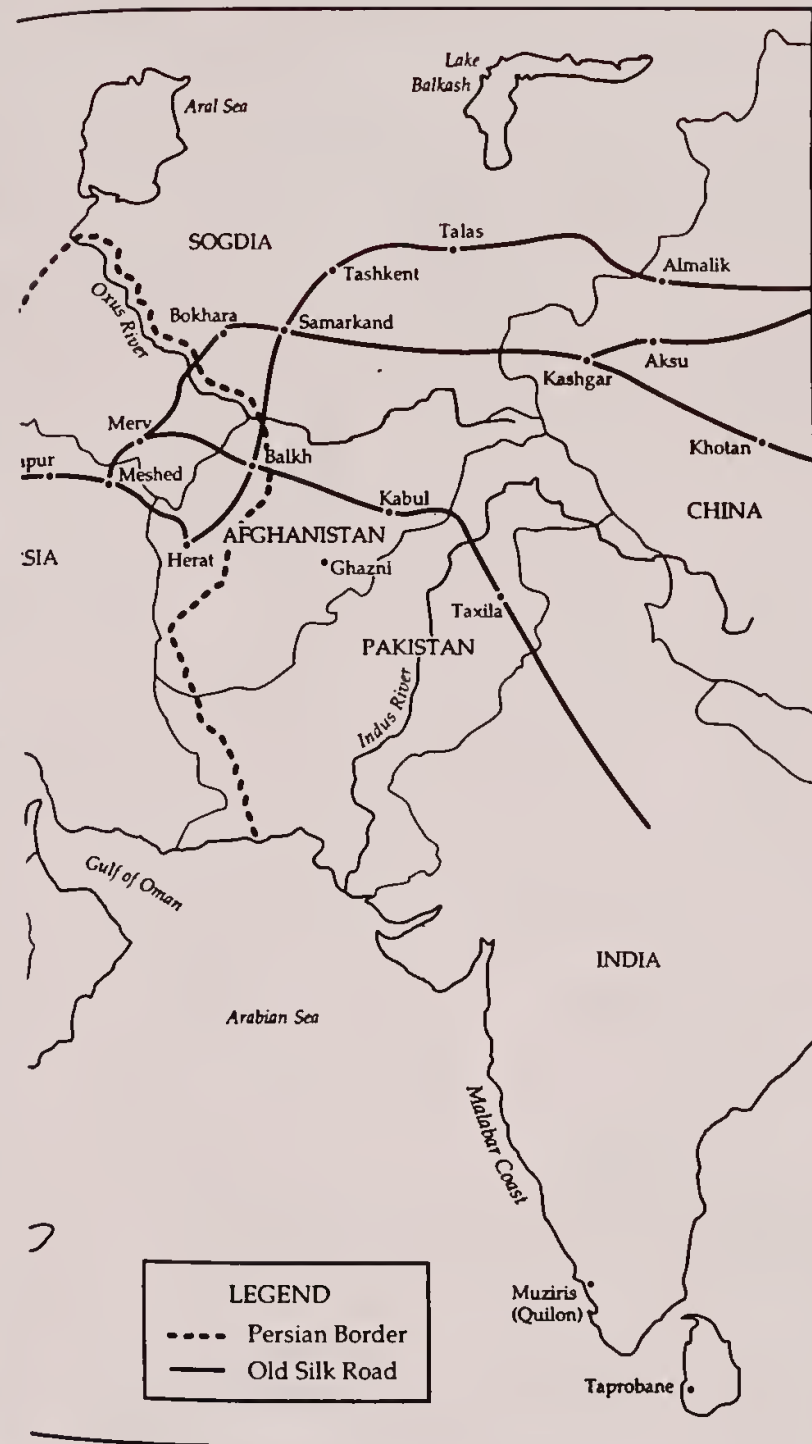 Lake
Balkash
Aral Sea
SOGDIA
Talas
Tashkent
Almalik
Oxus River
Bokhara
Samarkand
Kashgar
Aksu
Merv
Khotan
Balkh
apur
Meshed
Kabul
CHINA
AFGHANISTAN
SIA
Herat
Ghazni
Taxila
PAKISTAN
Indus River
Gulf of Oman
INDIA
Arabian Sea
Malabar Coast
LEGEND
Persian Border
Old Silk Road
Muziris
(Quilon)
Taprobane